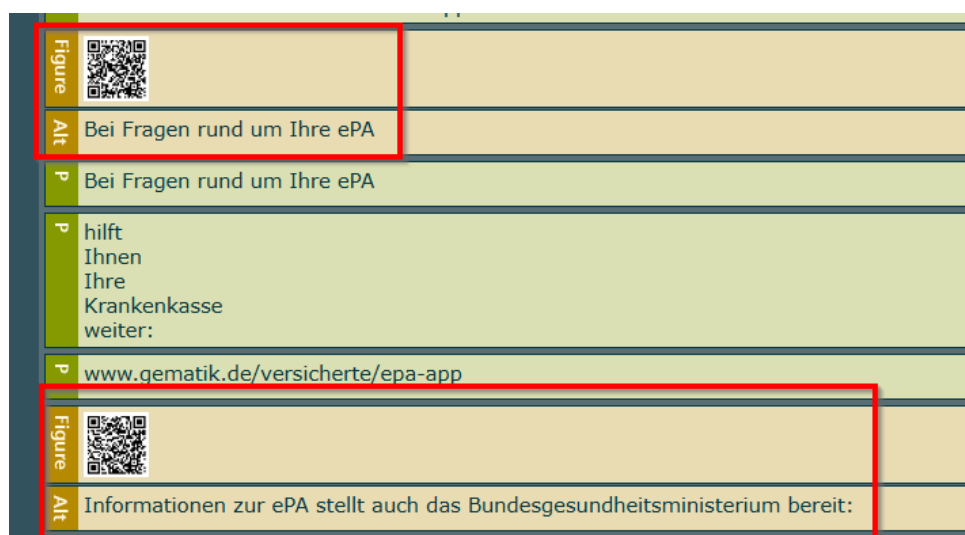 Figure
Alt
Bei Fragen rund um Ihre ePA
P
Bei Fragen rund um Ihre ePA
P
hilft
Ihnen
Ihre
Krankenkasse
weiter:
P
www.gematik.de/versicherte/epa-app
Figure
Alt
Informationen zur ePA stellt auch das Bundesgesundheitsministerium bereit: